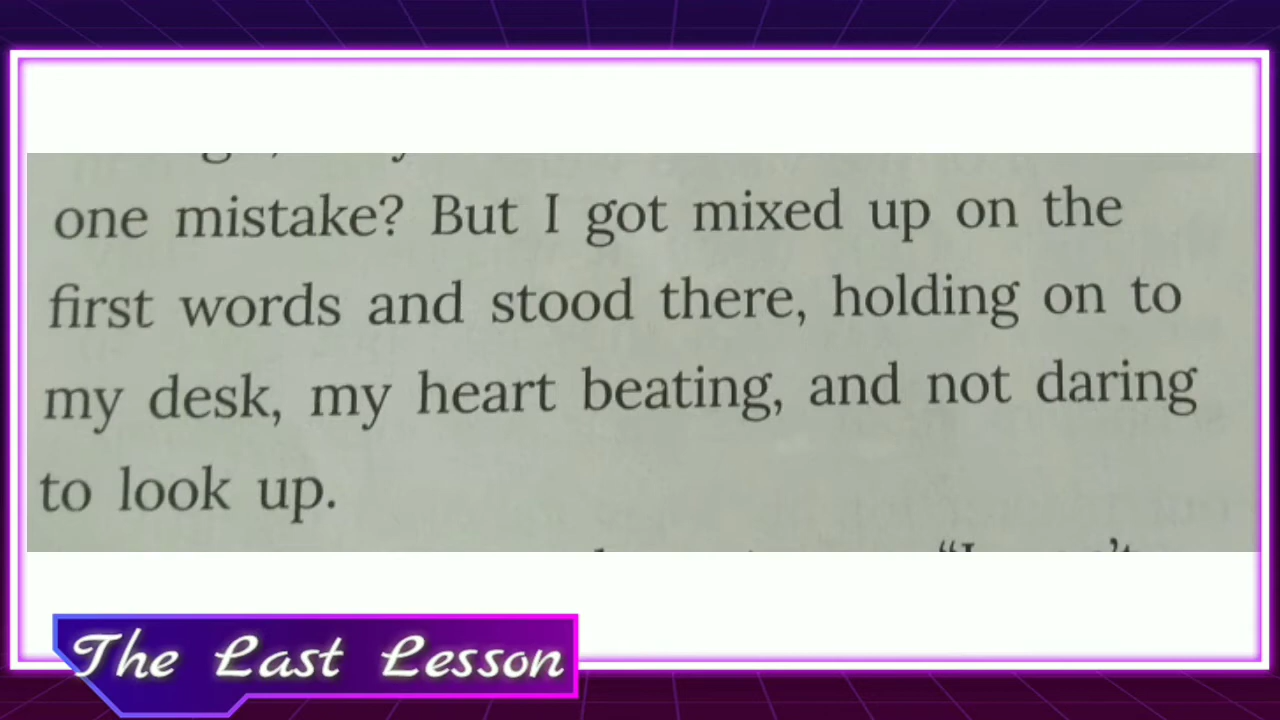 one mistake? But I got mixed up on the
first words and stood there, holding on to
my desk, my heart beating, and not daring
to look up.
The Last Lesson